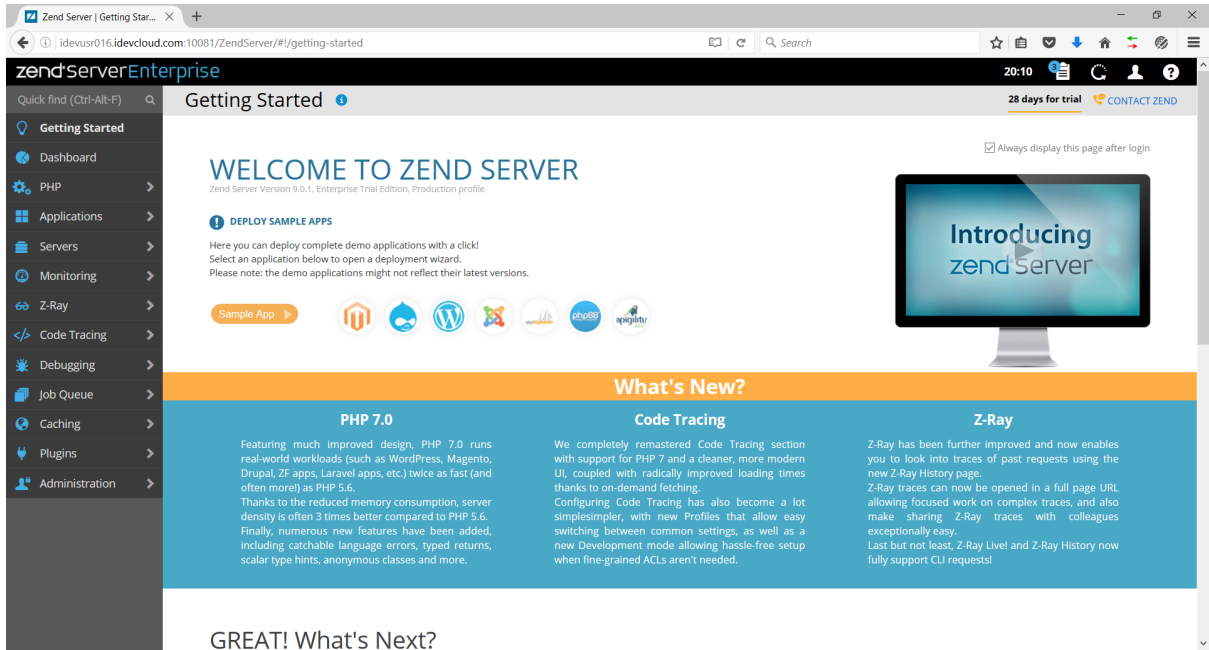 Zend Server | Getting Star...
idevusr016.idevcloud.com:10081/ZendServer/#!/getting-started
Search
zend Server Enterprise
20:10
3
Quick find (Ctrl-Alt-F)
Getting Started
28 days for trial
CONTACT ZEND
Getting Started
Dashboard
PHP
Applications
Servers
Monitoring
Z-Ray
Code Tracing
Debugging
Job Queue
Caching
Plugins
Administration
Always display this page after login
WELCOME TO ZEND SERVER
Zend Server Version 9.0.1, Enterprise Trial Edition, Production profile
DEPLOY SAMPLE APPS
Here you can deploy complete demo applications with a click!
Select an application below to open a deployment wizard.
Please note: the demo applications might not reflect their latest versions.
Sample App
phpBB
apigility
Introducing
zend Server
What's New?
PHP 7.0
Featuring much improved design, PHP 7.0 runs
real-world workloads (such as WordPress, Magento,
Drupal, ZF apps, Laravel apps, etc.) twice as fast (and
often more!) as PHP 5.6.
Thanks to the reduced memory consumption, server
density is often 3 times better compared to PHP 5.6.
Finally, numerous new features have been added,
including catchable language errors, typed returns,
scalar type hints, anonymous classes and more.
Code Tracing
We completely remastered Code Tracing section
with support for PHP 7 and a cleaner, more modern
UI, coupled with radically improved loading times
thanks to on-demand fetching.
Configuring Code Tracing has also become a lot
simplesimpler, with new Profiles that allow easy
switching between common settings, as well as a
new Development mode allowing hassle-free setup
when fine-grained ACLs aren't needed.
Z-Ray
Z-Ray has been further improved and now enables
you to look into traces of past requests using the
new Z-Ray History page.
Z-Ray traces can now be opened in a full page URL
allowing focused work on complex traces, and also
make sharing Z-Ray traces with colleagues
exceptionally easy.
Last but not least, Z-Ray Live! and Z-Ray History now
fully support CLI requests!
GREAT! What's Next?